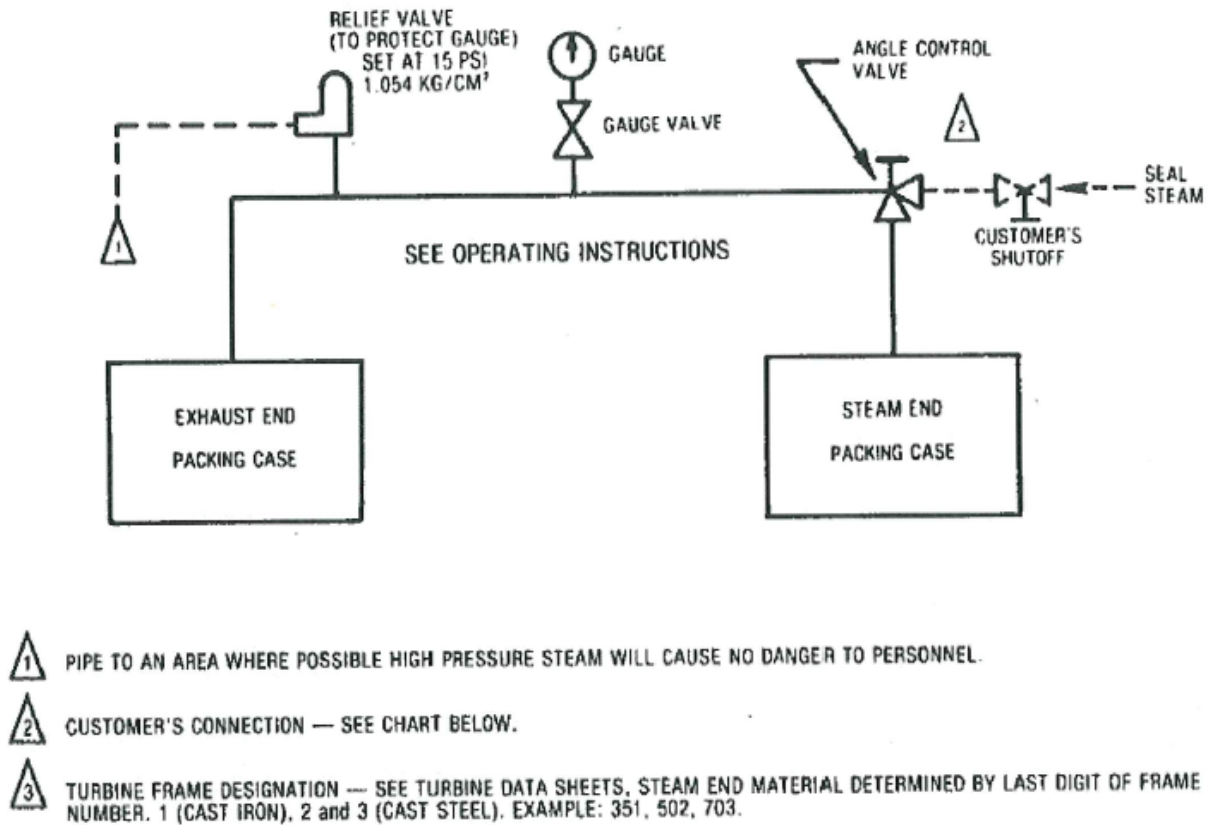 RELIEF VALVE
(TO PROTECT GAUGE)
SET AT 15 PSI
1.054 KG/CM²
GAUGE
GAUGE VALVE
ANGLE CONTROL
VALVE
2
SEAL
STEAM
CUSTOMER'S
SHUTOFF
1
SEE OPERATING INSTRUCTIONS
EXHAUST END
PACKING CASE
STEAM END
PACKING CASE
1 PIPE TO AN AREA WHERE POSSIBLE HIGH PRESSURE STEAM WILL CAUSE NO DANGER TO PERSONNEL.
2 CUSTOMER'S CONNECTION — SEE CHART BELOW.
3 TURBINE FRAME DESIGNATION — SEE TURBINE DATA SHEETS, STEAM END MATERIAL DETERMINED BY LAST DIGIT OF FRAME
NUMBER. 1 (CAST IRON), 2 and 3 (CAST STEEL). EXAMPLE: 351, 502, 703.